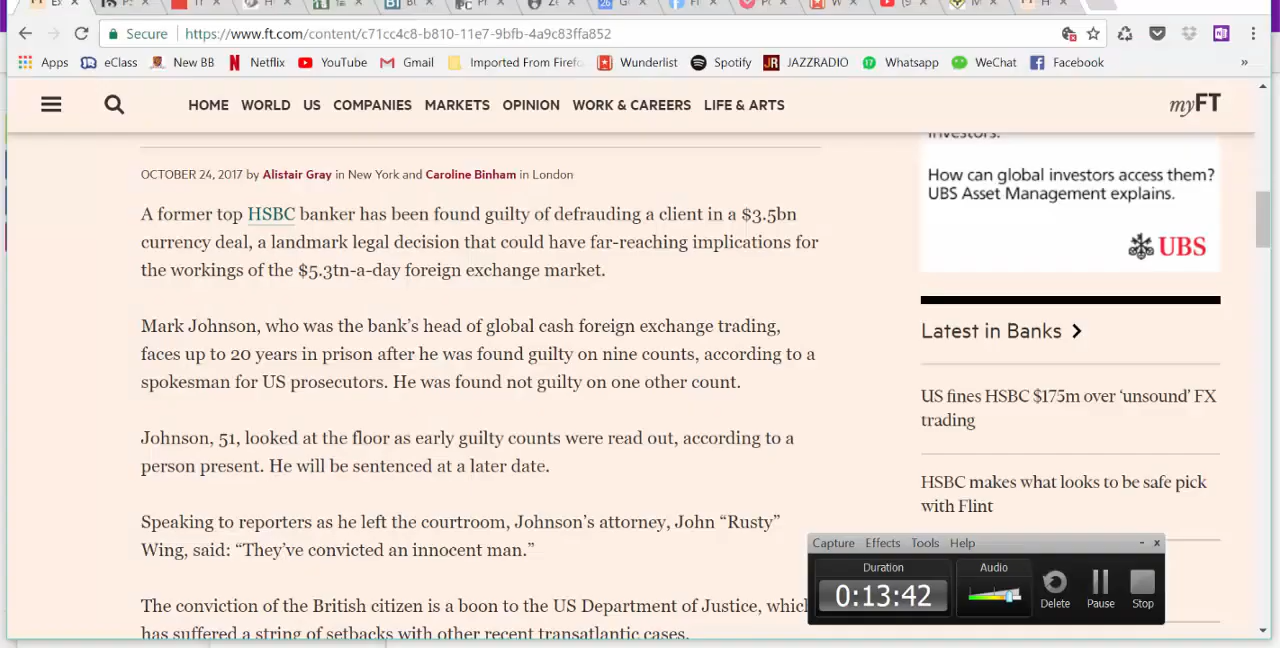 Secure https://www.ft.com/content/c71cc4c8-b810-11e7-9bfb-4a9c83ffa852
Apps eClass New BB Netflix YouTube Gmail Imported From Firefo Wunderlist Spotify JAZZRADIO Whatsapp WeChat Facebook »
HOME WORLD US COMPANIES MARKETS OPINION WORK & CAREERS LIFE & ARTS myFT
investors.
How can global investors access them?
UBS Asset Management explains.
UBS
OCTOBER 24, 2017 by Alistair Gray in New York and Caroline Binham in London
A former top HSBC banker has been found guilty of defrauding a client in a $3.5bn
currency deal, a landmark legal decision that could have far-reaching implications for
the workings of the $5.3tn-a-day foreign exchange market.
Mark Johnson, who was the bank’s head of global cash foreign exchange trading,
faces up to 20 years in prison after he was found guilty on nine counts, according to a
spokesman for US prosecutors. He was found not guilty on one other count.
Johnson, 51, looked at the floor as early guilty counts were read out, according to a
person present. He will be sentenced at a later date.
Speaking to reporters as he left the courtroom, Johnson’s attorney, John “Rusty”
Wing, said: “They’ve convicted an innocent man.”
The conviction of the British citizen is a boon to the US Department of Justice, which
has suffered a string of setbacks with other recent transatlantic cases.
Latest in Banks
US fines HSBC $175m over ‘unsound’ FX
trading
HSBC makes what looks to be safe pick
with Flint
Capture Effects Tools Help - x
Duration Audio
0:13:42
Delete Pause Stop